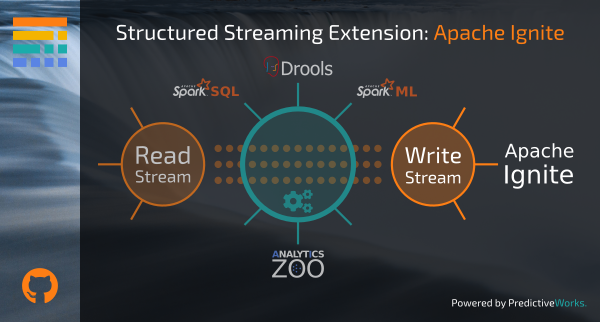 Structured Streaming Extension: Apache Ignite
Drools
APACHE Spark SQL
APACHE Spark ML
Read
Stream
Write
Stream
Apache
Ignite
ANALYTICS
ZOO
Powered by PredictiveWorks.